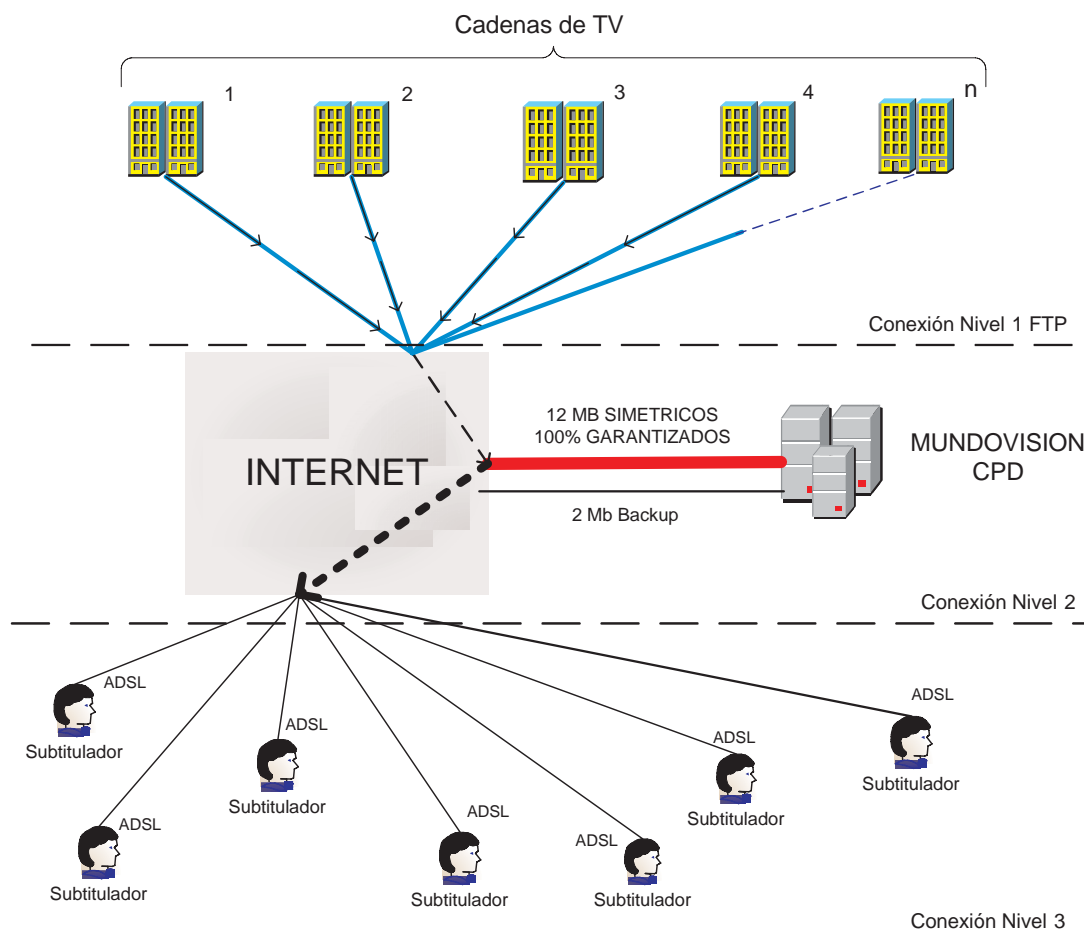 Cadenas de TV
1
2
3
4
n
Conexión Nivel 1 FTP
12 MB SIMETRICOS
100% GARANTIZADOS
INTERNET
MUNDOVISION
CPD
2 Mb Backup
Conexión Nivel 2
ADSL
Subtitulador
ADSL
Subtitulador
ADSL
Subtitulador
ADSL
Subtitulador
ADSL
Subtitulador
ADSL
Subtitulador
ADSL
Subtitulador
Conexión Nivel 3